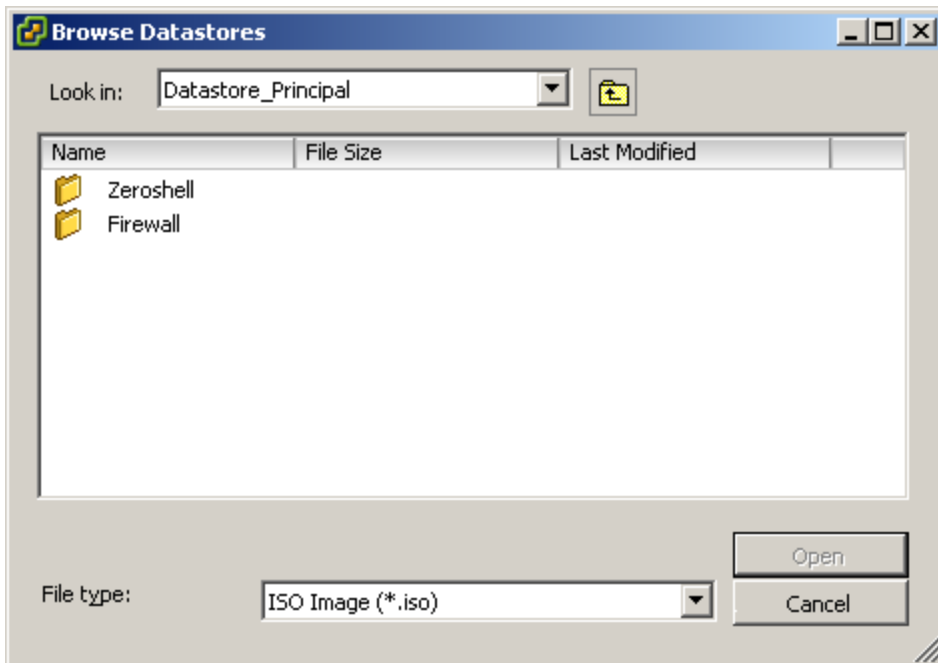 Browse Datastores
Look in: Datastore_Principal
Name File Size Last Modified
Zeroshell
Firewall
Open
File type: ISO Image (*.iso)
Cancel